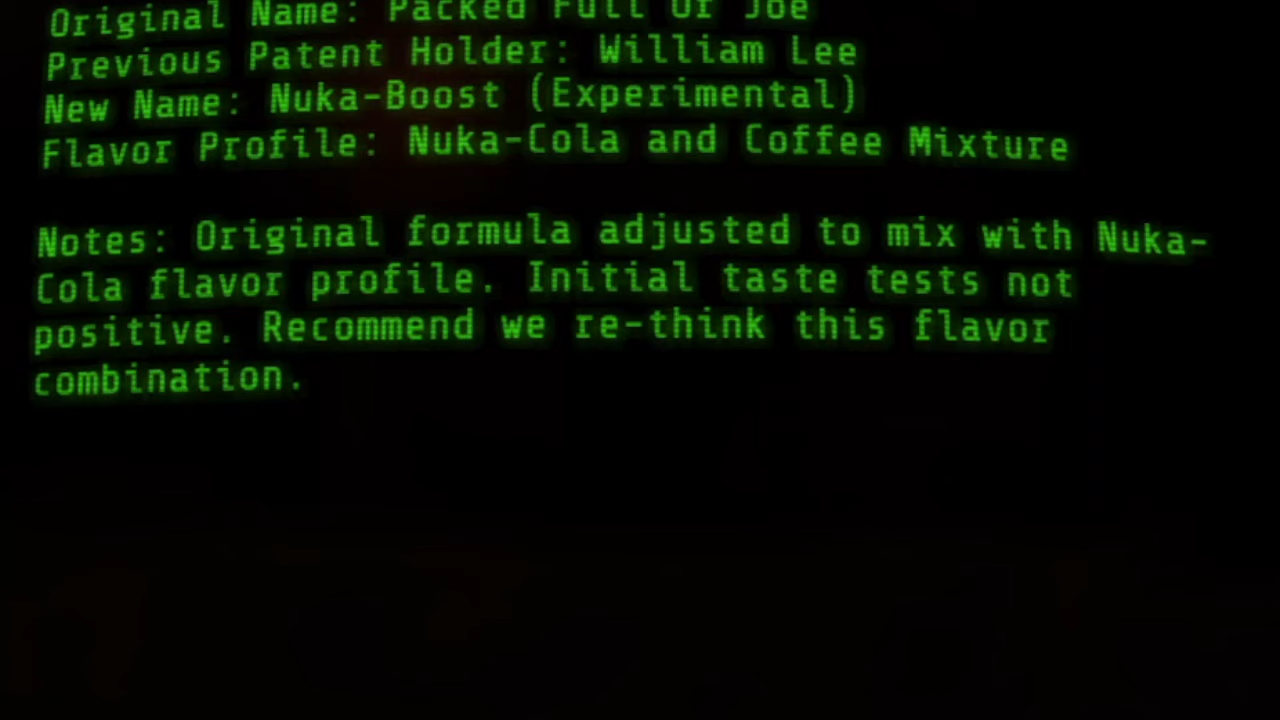 Original Name: Packed Full Of Joe
Previous Patent Holder: William Lee
New Name: Nuka-Boost (Experimental)
Flavor Profile: Nuka-Cola and Coffee Mixture
Notes: Original formula adjusted to mix with Nuka-
Cola flavor profile. Initial taste tests not
positive. Recommend we re-think this flavor
combination.